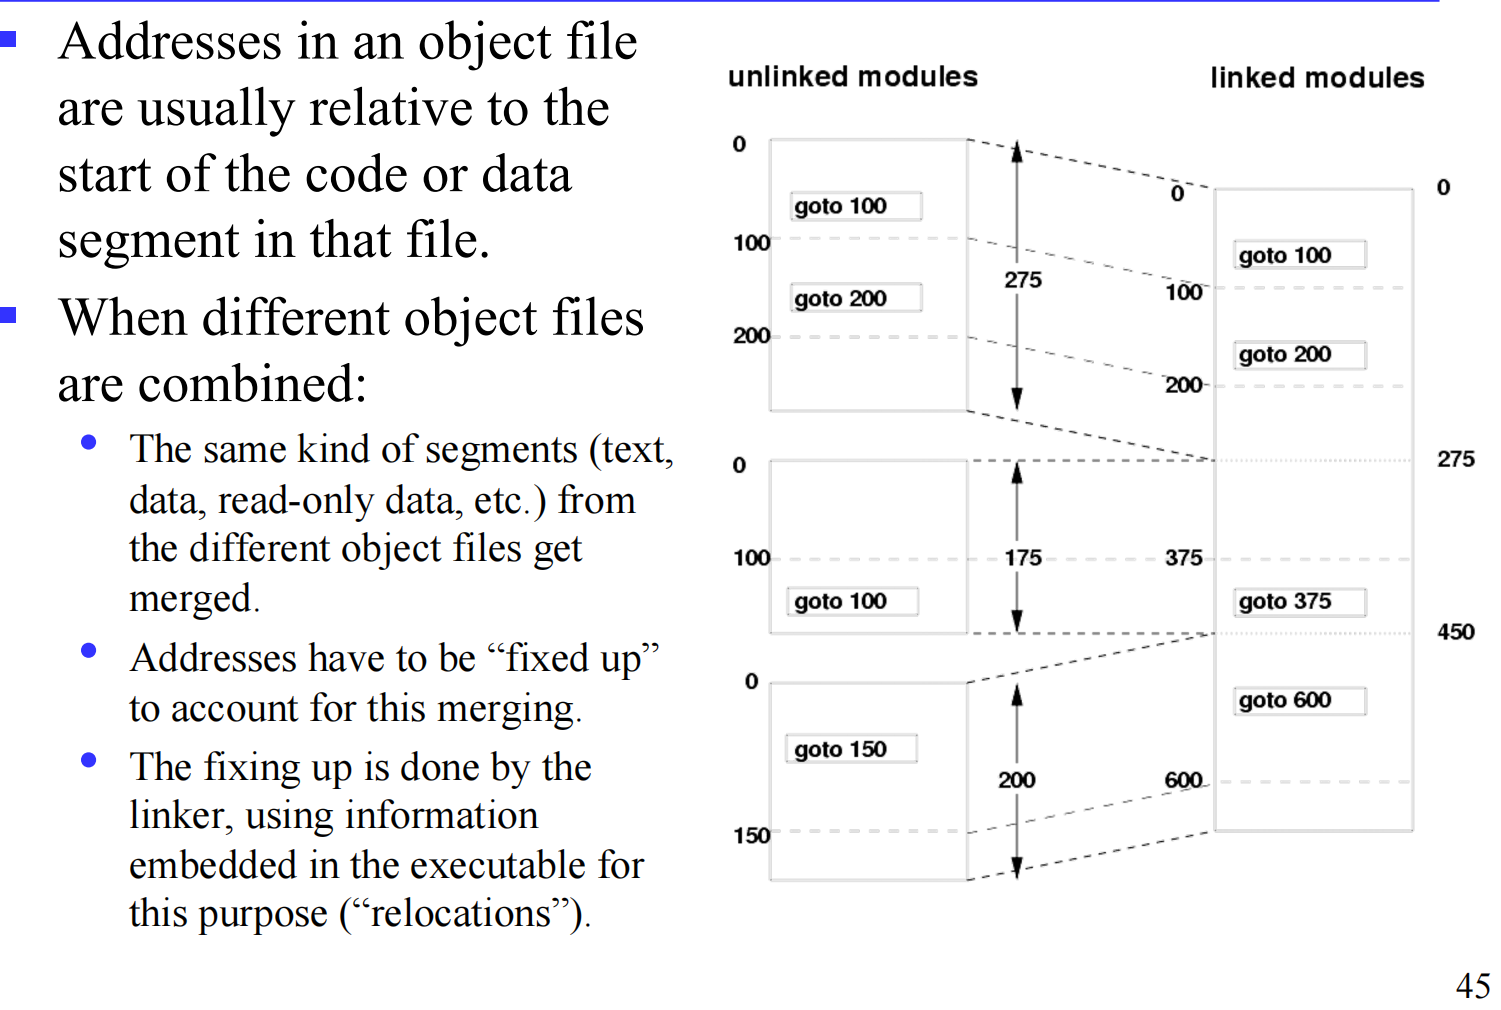 Addresses in an object file
are usually relative to the
start of the code or data
segment in that file.
When different object files
are combined:
The same kind of segments (text,
data, read-only data, etc.) from
the different object files get
merged.
Addresses have to be “fixed up”
to account for this merging.
The fixing up is done by the
linker, using information
embedded in the executable for
this purpose (“relocations”).
unlinked modules
0
goto 100
100
goto 200
200
275
0
100
goto 100
175
0
goto 150
150
200
linked modules
0
0
goto 100
100
goto 200
200
275
375
goto 375
450
goto 600
600
45